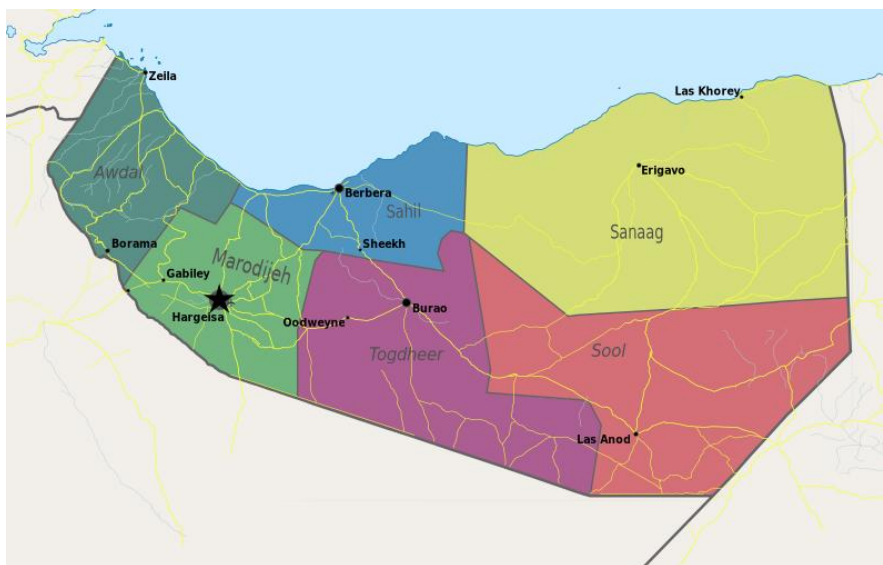 Zeila
Las Khorey
Awdal
Erigavo
Berbera
Sahil
Sanaag
Borama
Sheekh
Marodijeh
Gabiley
Hargeisa
Burao
Oodweyne
Togdheer
Sool
Las Anod